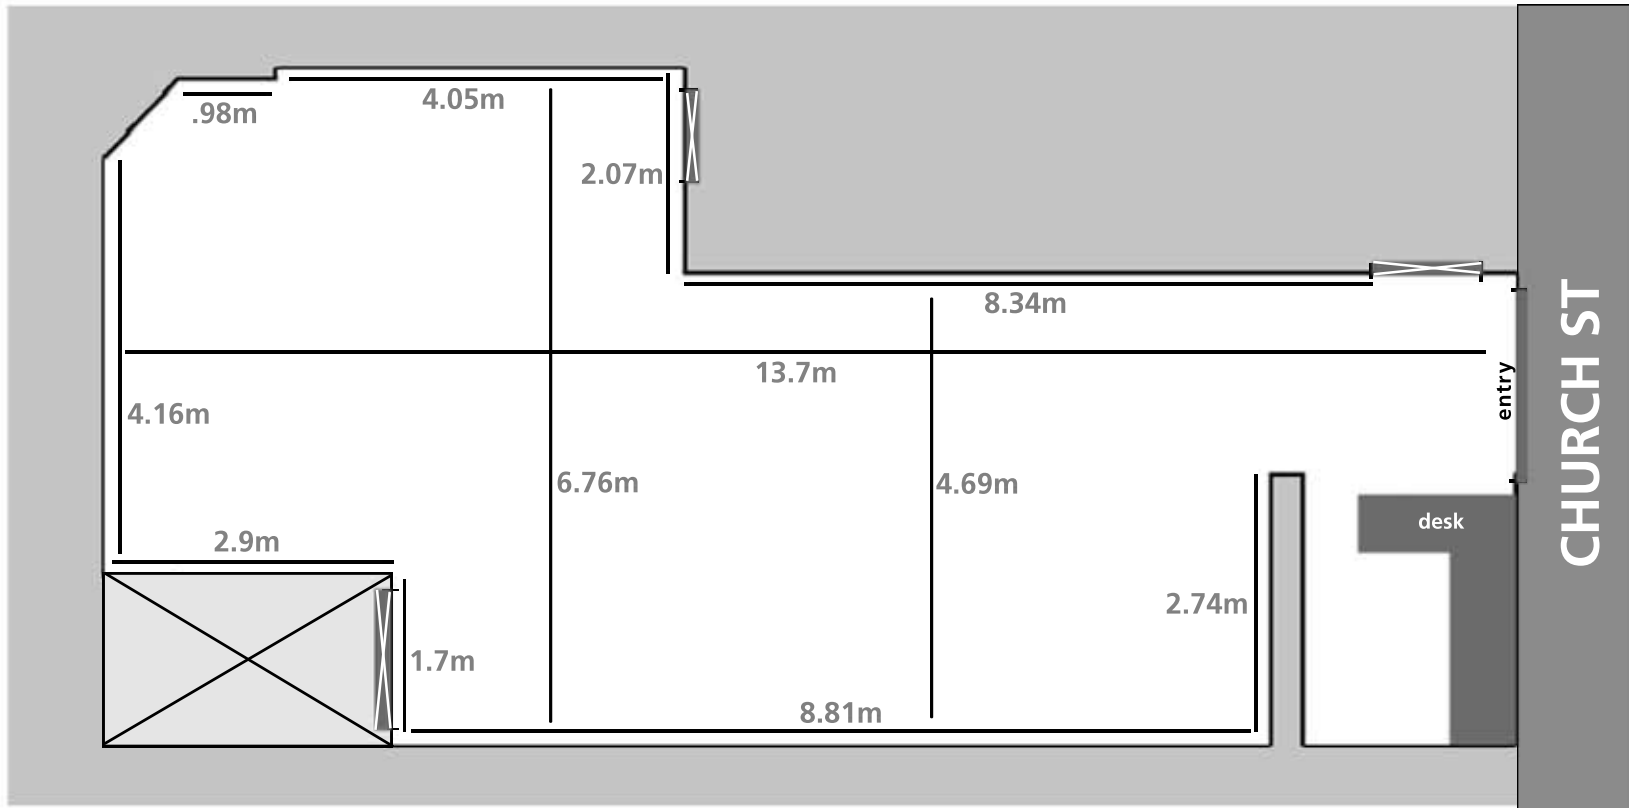 .98m
4.05m
2.07m
8.34m
13.7m
entry
4.16m
6.76m
4.69m
CHURCH ST
desk
2.9m
2.74m
1.7m
8.81m